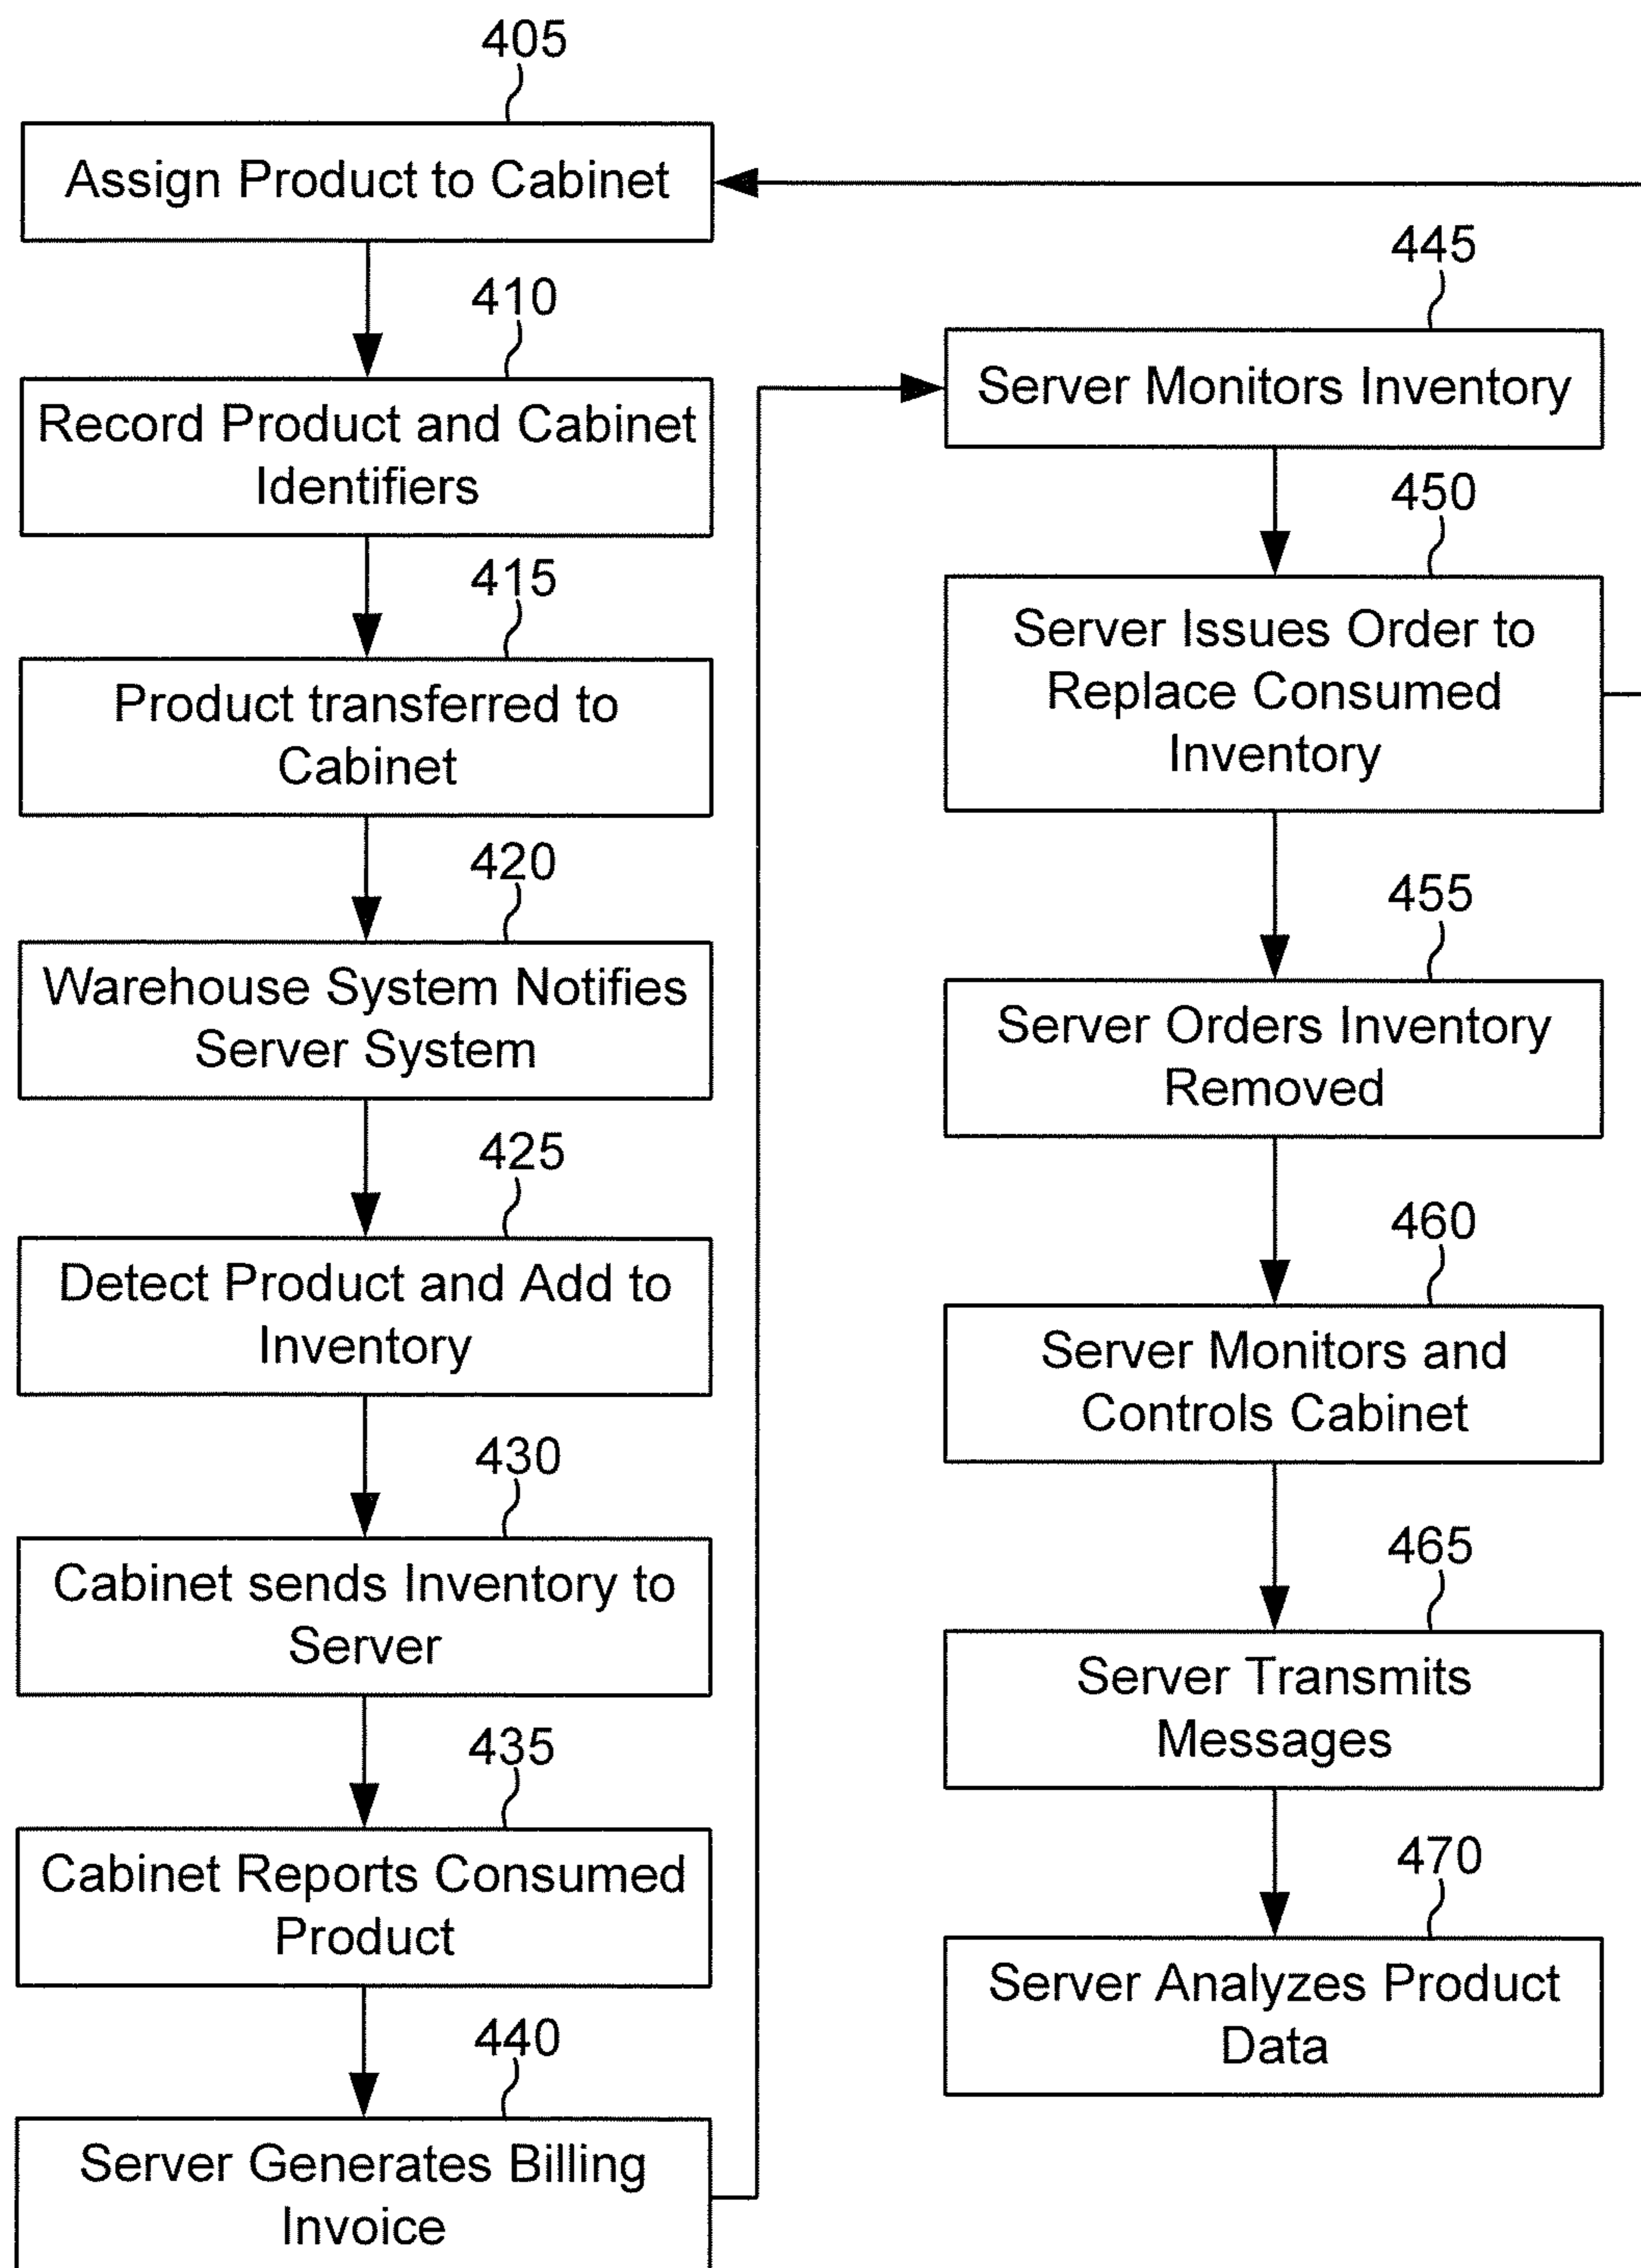 405
Assign Product to Cabinet
410
Record Product and Cabinet
Identifiers
415
Product transferred to
Cabinet
420
Warehouse System Notifies
Server System
425
Detect Product and Add to
Inventory
430
Cabinet sends Inventory to
Server
435
Cabinet Reports Consumed
Product
440
Server Generates Billing
Invoice
445
Server Monitors Inventory
450
Server Issues Order to
Replace Consumed
Inventory
455
Server Orders Inventory
Removed
460
Server Monitors and
Controls Cabinet
465
Server Transmits
Messages
470
Server Analyzes Product
Data